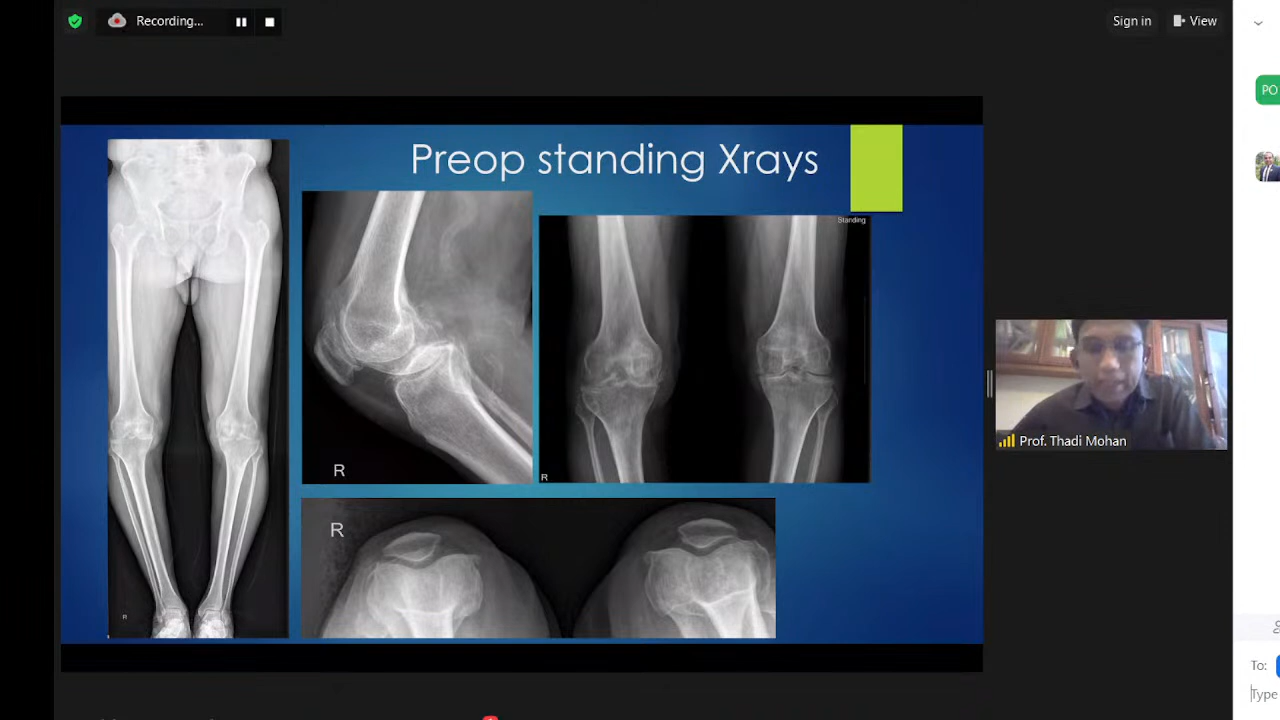 Recording...
Sign in
View
PO
Preop standing Xrays
Standing
R
R
R
R
Prof. Thadi Mohan
To:
Type